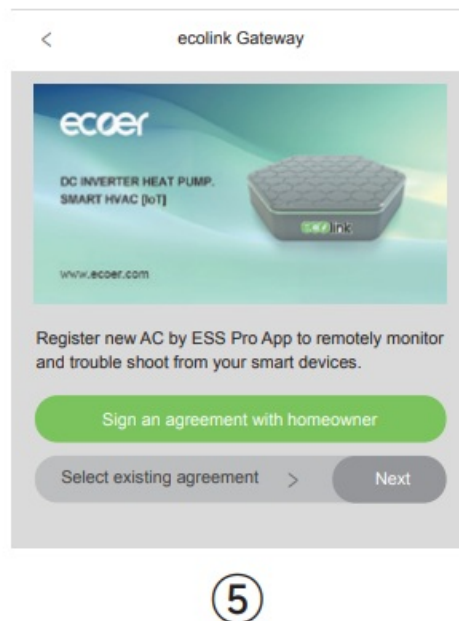 <
ecolink Gateway
ecoer
DC INVERTER HEAT PUMP.
SMART HVAC [IoT]
ecolink
www.ecoer.com
Register new AC by ESS Pro App to remotely monitor
and trouble shoot from your smart devices.
Sign an agreement with homeowner
Select existing agreement > Next
⑤